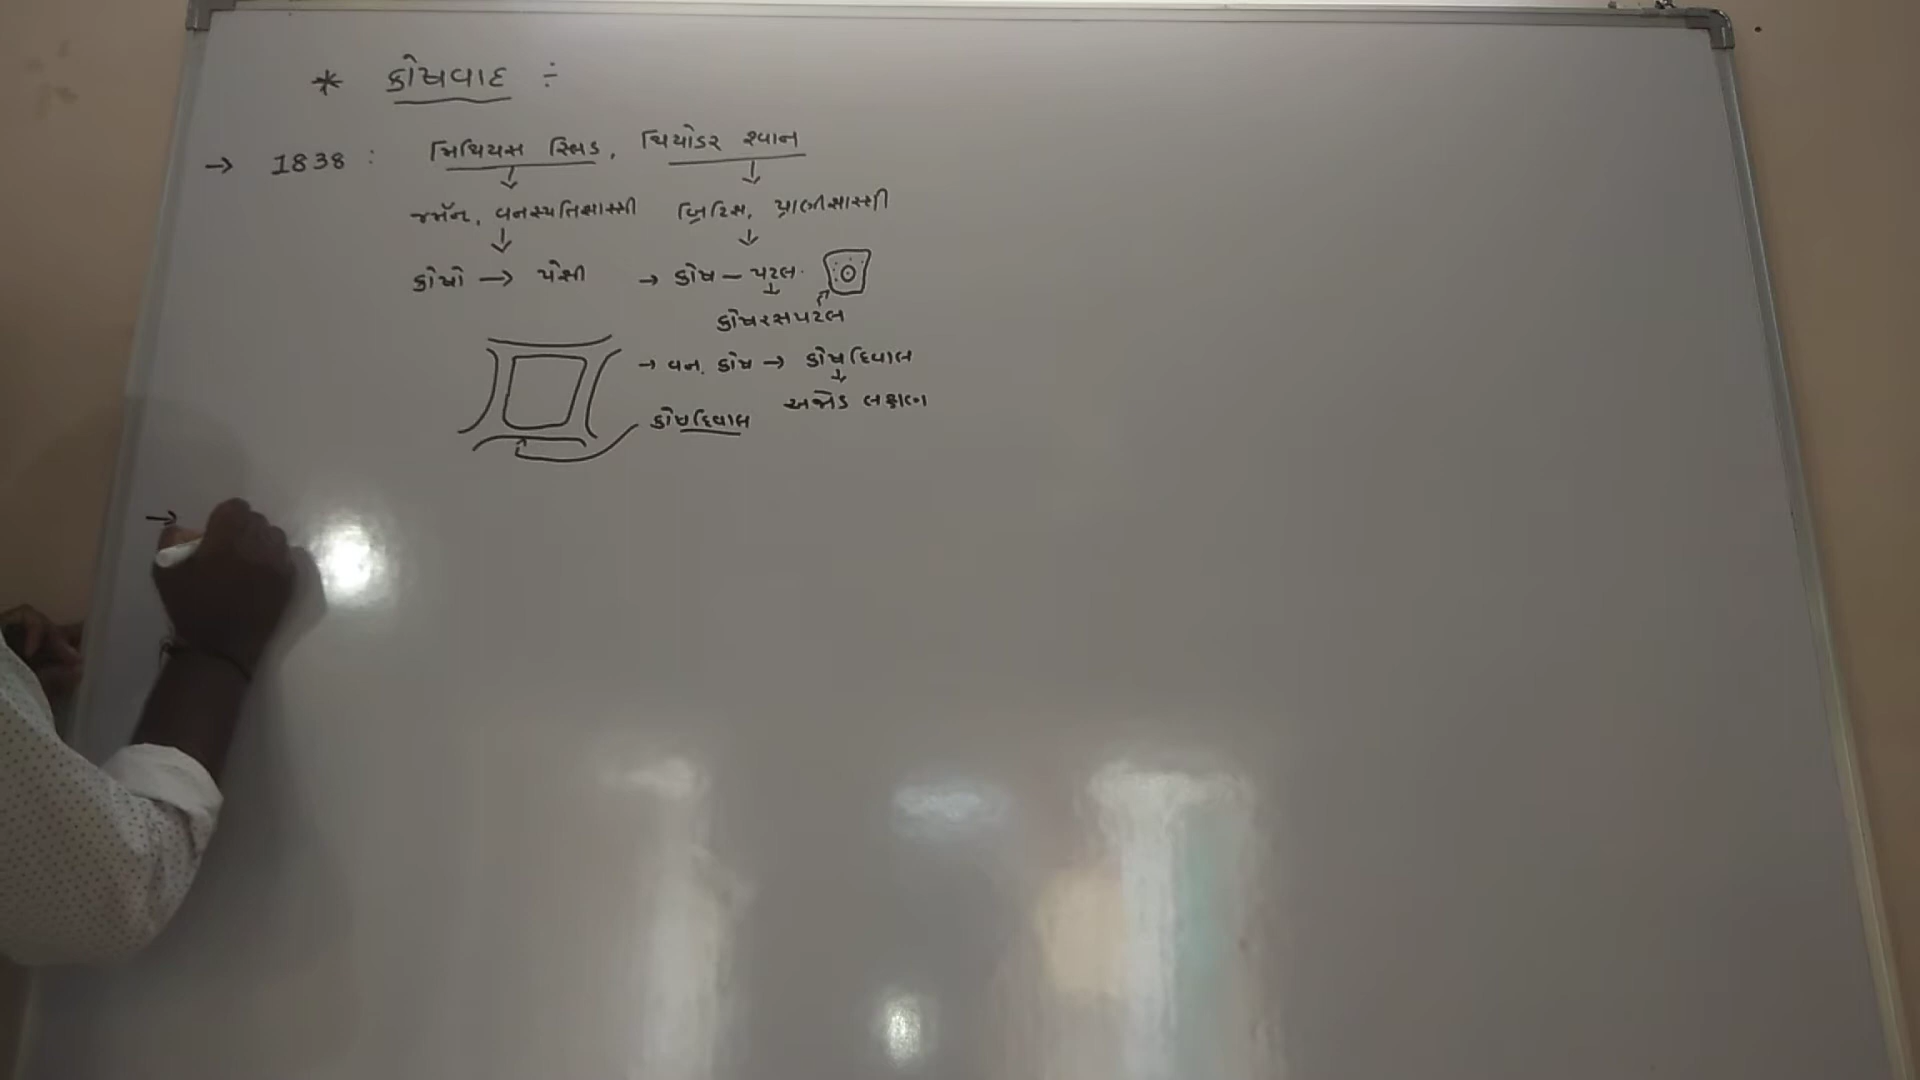 * કોષવાદ ÷
→ 1838 : મિથિયસ સ્લિડ, થિયોડર શ્વાન
જર્મન, વનસ્પતિશાસ્ત્રી બ્રિટિસ, પ્રાણીશાસ્ત્રી
કોષો → પેસી → કોષ – પટલ
કોષરસપટલ
→ વન. કોષ → કોષદિવાલ
કોષદિવાલ અજોડ લક્ષણ
→